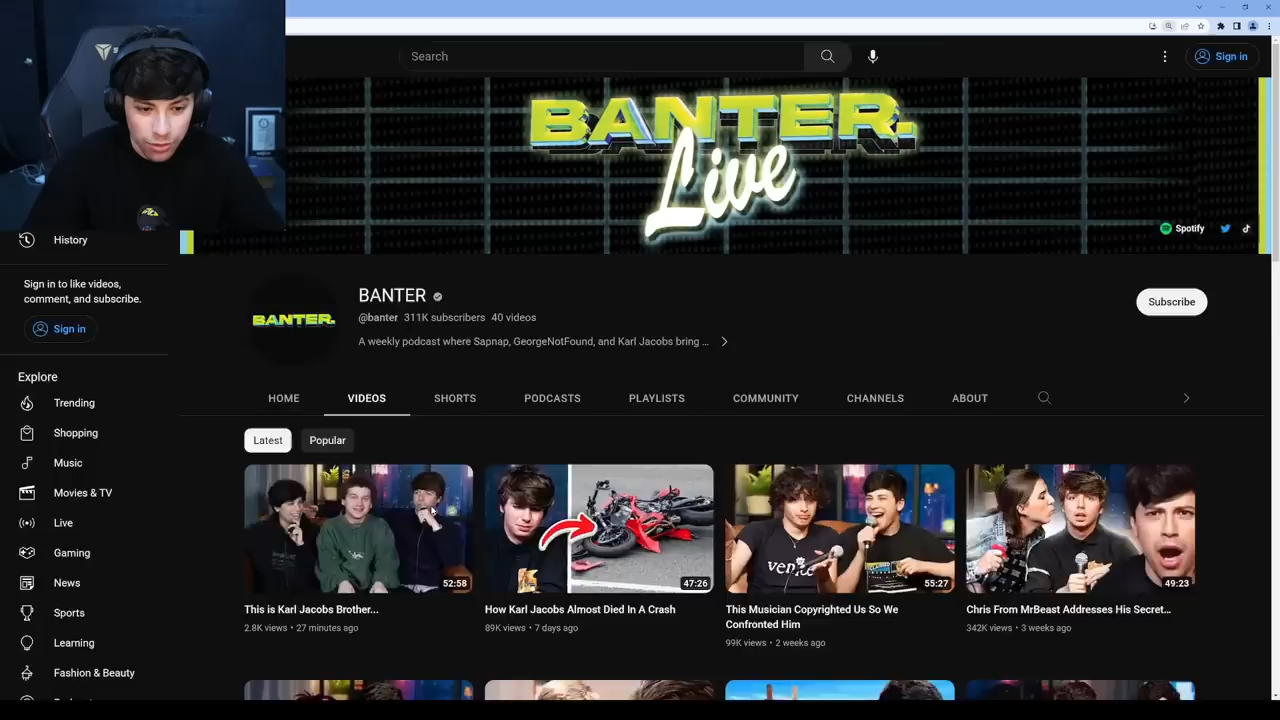 Search
Sign in
BANTER.
Live
Spotify
History
Sign in to like videos,
comment, and subscribe.
Sign in
BANTER.
BANTER
@banter 311K subscribers 40 videos
A weekly podcast where Sapnap, GeorgeNotFound, and Karl Jacobs bring ...
Subscribe
Explore
Trending
Shopping
Music
Movies & TV
Live
Gaming
News
Sports
Learning
Fashion & Beauty
HOME VIDEOS SHORTS PODCASTS PLAYLISTS COMMUNITY CHANNELS ABOUT
Latest Popular
52:58
47:26
55:27
49:23
This is Karl Jacobs Brother...
2.8K views • 27 minutes ago
How Karl Jacobs Almost Died In A Crash
89K views • 7 days ago
This Musician Copyrighted Us So We
Confronted Him
99K views • 2 weeks ago
Chris From MrBeast Addresses His Secret...
342K views • 3 weeks ago